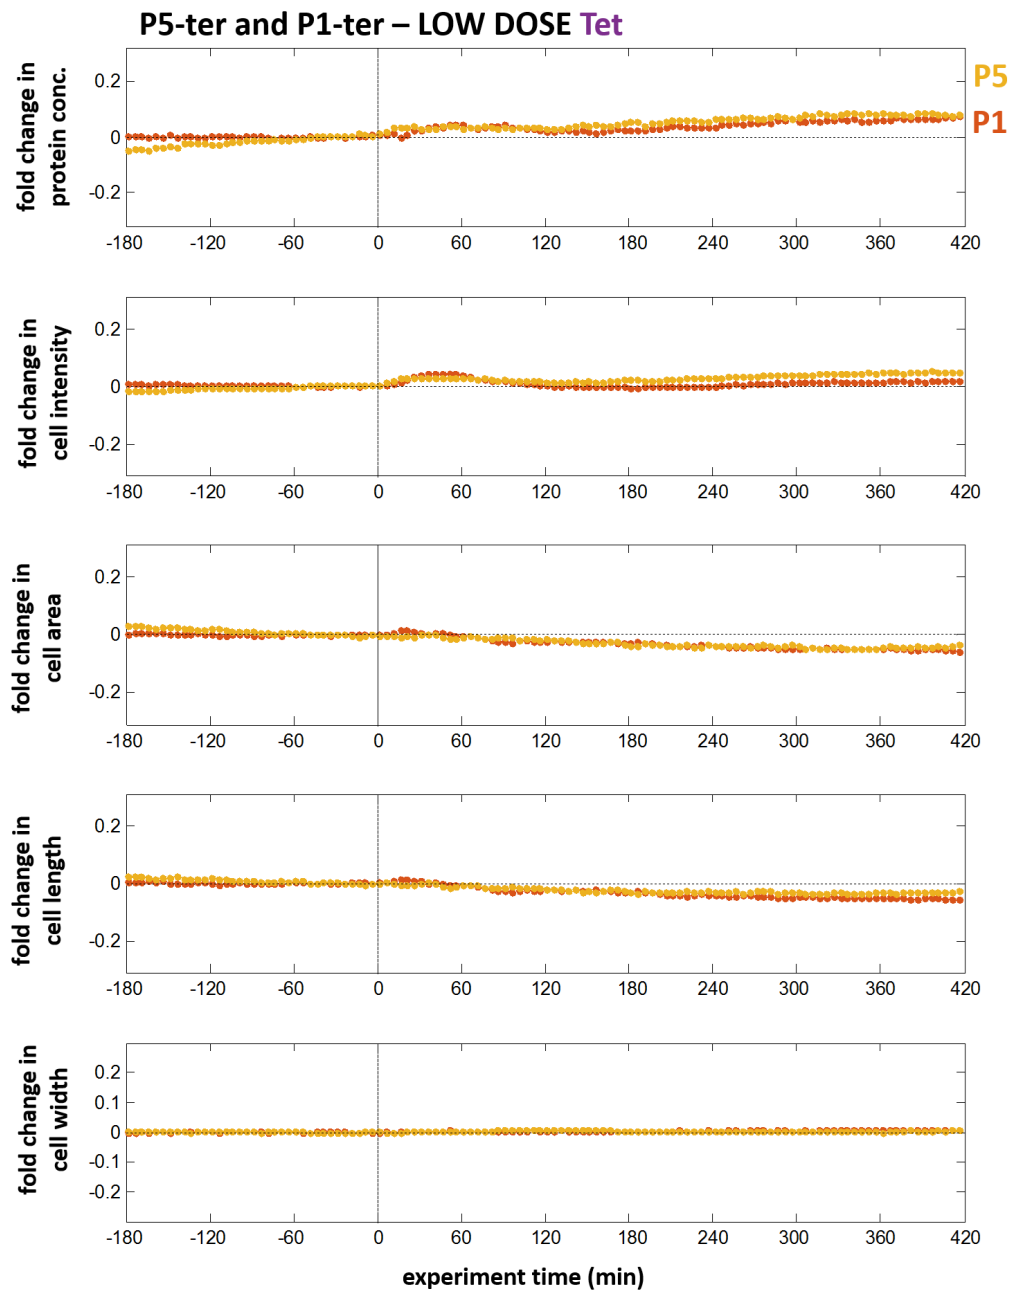 P5-ter and P1-ter – LOW DOSE Tet
fold change in
protein conc.
0.2
0
-0.2
P5
P1
-180 -120 -60 0 60 120 180 240 300 360 420
fold change in
cell intensity
0.2
0
-0.2
-180 -120 -60 0 60 120 180 240 300 360 420
fold change in
cell area
0.2
0
-0.2
-180 -120 -60 0 60 120 180 240 300 360 420
fold change in
cell length
0.2
0
-0.2
-180 -120 -60 0 60 120 180 240 300 360 420
fold change in
cell width
0.2
0.1
0
-0.1
-0.2
-180 -120 -60 0 60 120 180 240 300 360 420
experiment time (min)